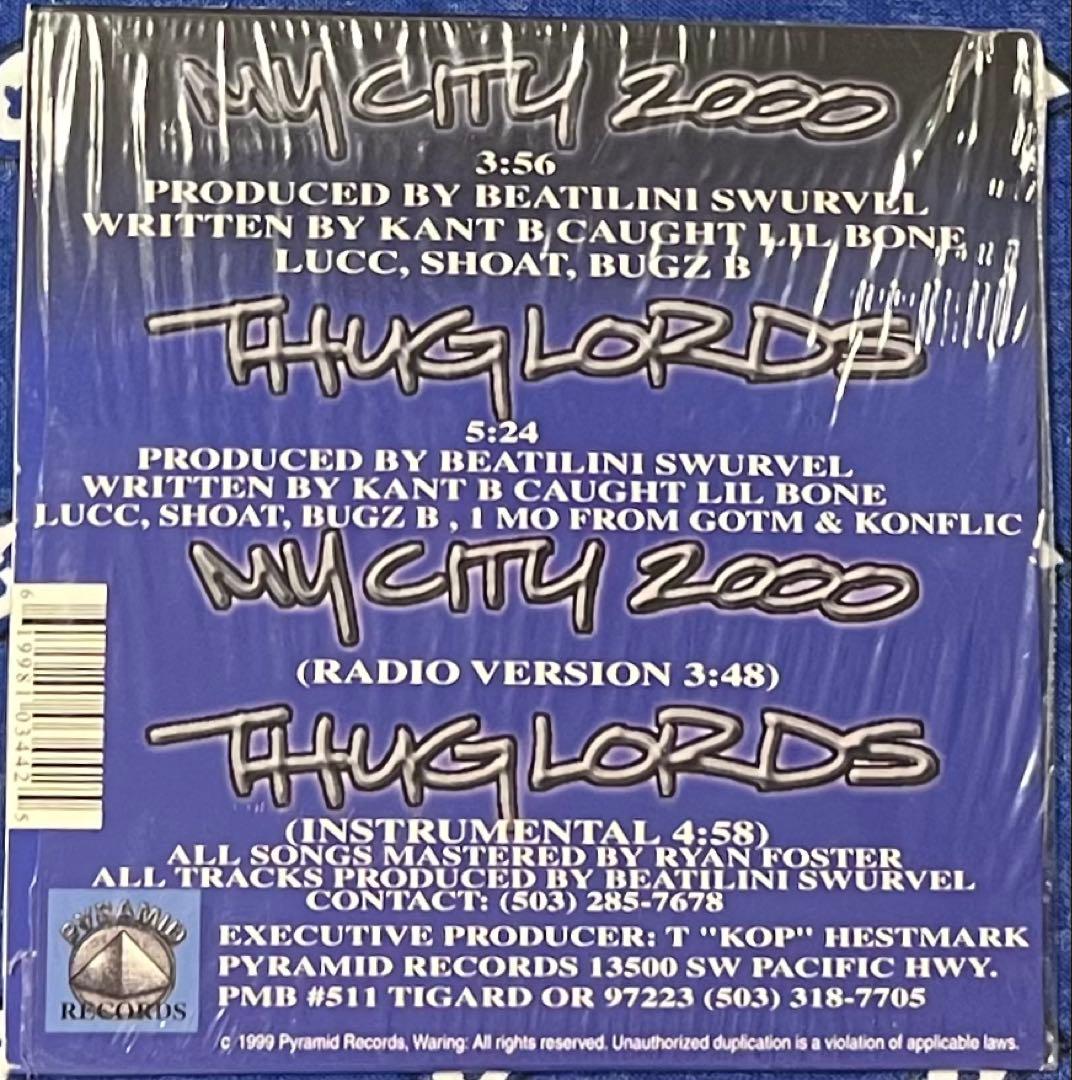 MY CITY 2000
3:56
PRODUCED BY BEATILINI SWURVEL
WRITTEN BY KANT B CAUGHT LIL BONE
LUCC, SHOAT, BUGZ B
THUG LORDS
5:24
PRODUCED BY BEATILINI SWURVEL
WRITTEN BY KANT B CAUGHT LIL BONE
LUCC, SHOAT, BUGZ B , 1 MO FROM GOTM & KONFLIC
MY CITY 2000
(RADIO VERSION 3:48)
THUG LORDS
(INSTRUMENTAL 4:58)
ALL SONGS MASTERED BY RYAN FOSTER
ALL TRACKS PRODUCED BY BEATILINI SWURVEL
CONTACT: (503) 285-7678
EXECUTIVE PRODUCER: T "KOP" HESTMARK
PYRAMID RECORDS 13500 SW PACIFIC HWY.
PMB #511 TIGARD OR 97223 (503) 318-7705
c 1999 Pyramid Records, Waring: All rights reserved. Unauthorized duplication is a violation of applicable laws.
PYRAMID
RECORDS
6 19981 03442 5